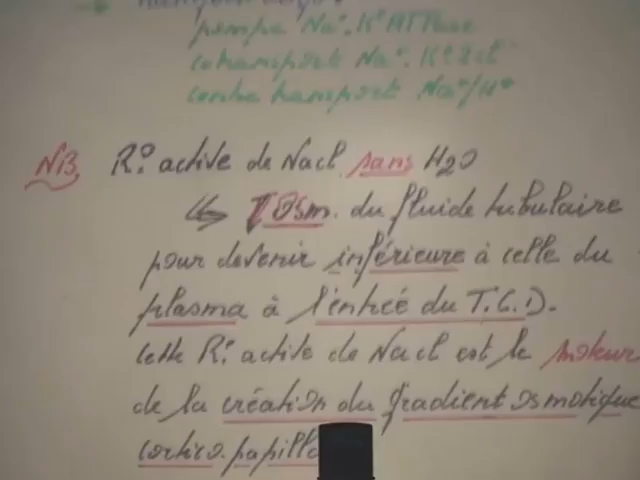 pompe Na⁺.K⁺ ATPase
cotransport Na⁺.K⁺ 2cl⁻
contre transport Na⁺/H⁺
NB, R° active de Nacl sans H2O
↳ ↓ Osm. du fluide tubulaire
pour devenir inférieure à celle du
plasma à l'entrée du T.C.D.
cette R° active de Nacl est le moteur
de la création du gradient osmotique
cortico.papilla